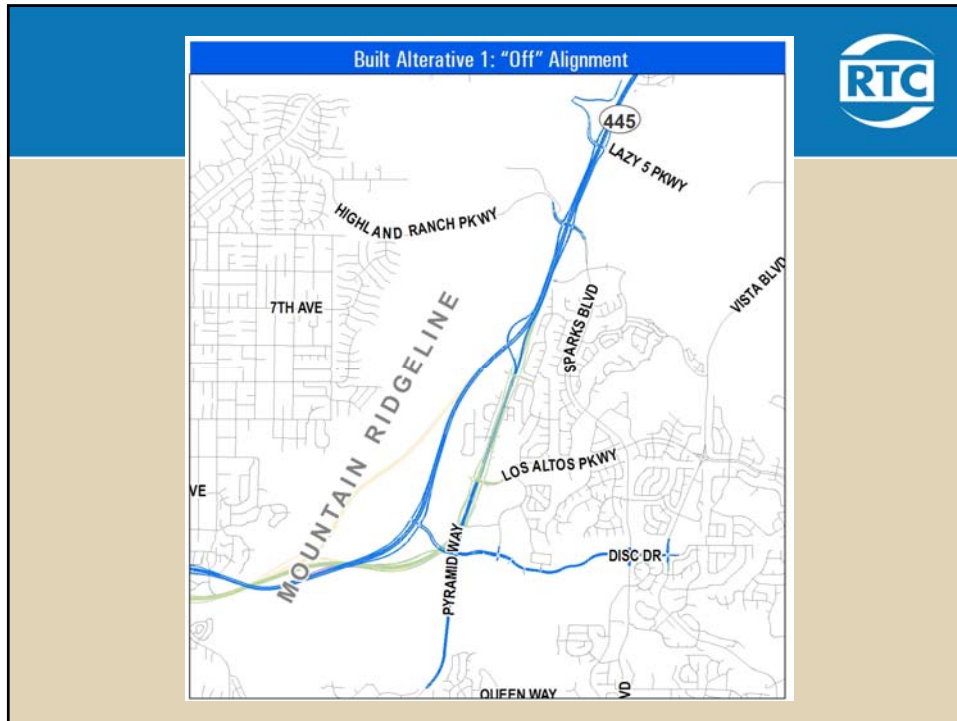 Built Alterative 1: "Off" Alignment
RTC
445
LAZY 5 PKWY
HIGHLAND RANCH PKWY
VISTA BLVD
7TH AVE
SPARKS BLVD
MOUNTAIN RIDGELINE
LOS ALTOS PKWY
VE
PYRAMID WAY
DISC DR
QUEEN WAY
VD